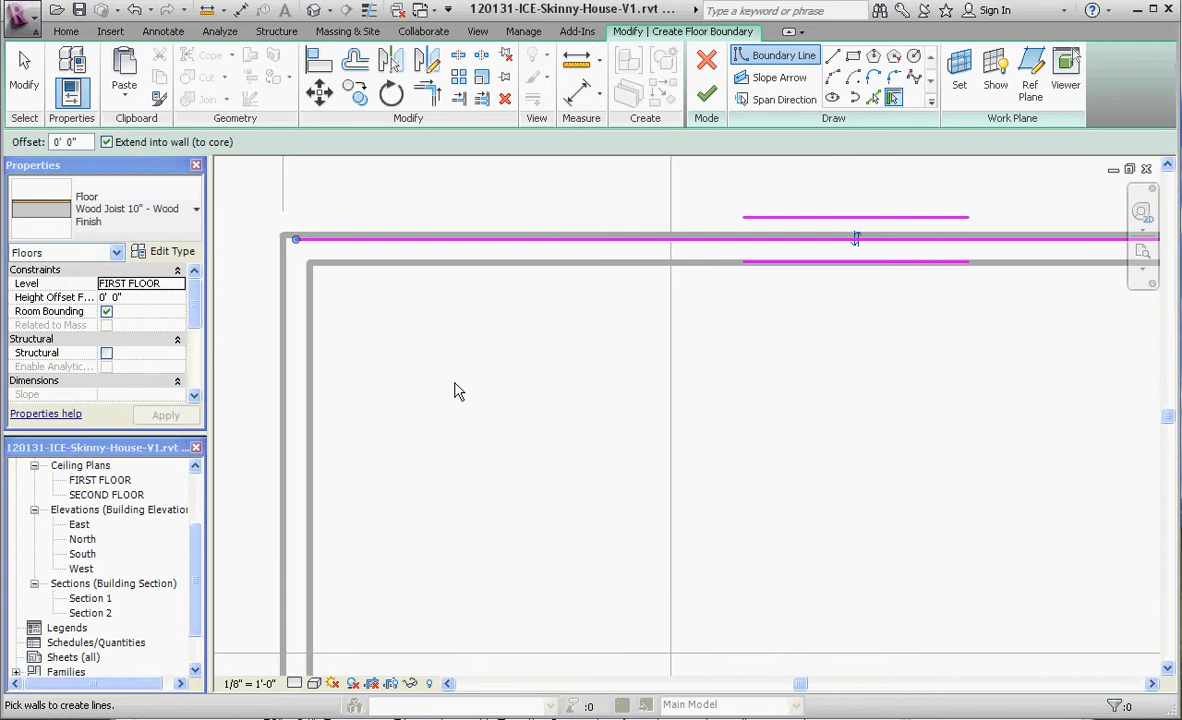 120131-ICE-Skinny-House-V1.rvt ...
Type a keyword or phrase
Sign In
Home
Insert
Annotate
Analyze
Structure
Massing & Site
Collaborate
View
Manage
Add-Ins
Modify | Create Floor Boundary
Modify
Paste
Cope
Cut
Join
Boundary Line
Slope Arrow
Span Direction
Set
Show
Ref
Plane
Viewer
Select
Properties
Clipboard
Geometry
Modify
View
Measure
Create
Mode
Draw
Work Plane
Offset: 0' 0"
Extend into wall (to core)
Properties
Floor
Wood Joist 10" - Wood
Finish
Floors
Edit Type
Constraints
Level FIRST FLOOR
Height Offset F... 0' 0"
Room Bounding
Related to Mass
Structural
Structural
Enable Analytic...
Dimensions
Slope
Properties help
Apply
120131-ICE-Skinny-House-V1.rvt ...
Ceiling Plans
FIRST FLOOR
SECOND FLOOR
Elevations (Building Elevation
East
North
South
West
Sections (Building Section)
Section 1
Section 2
Legends
Schedules/Quantities
Sheets (all)
Families
2D
1/8" = 1'-0"
Pick walls to create lines.
:0
Main Model
:0